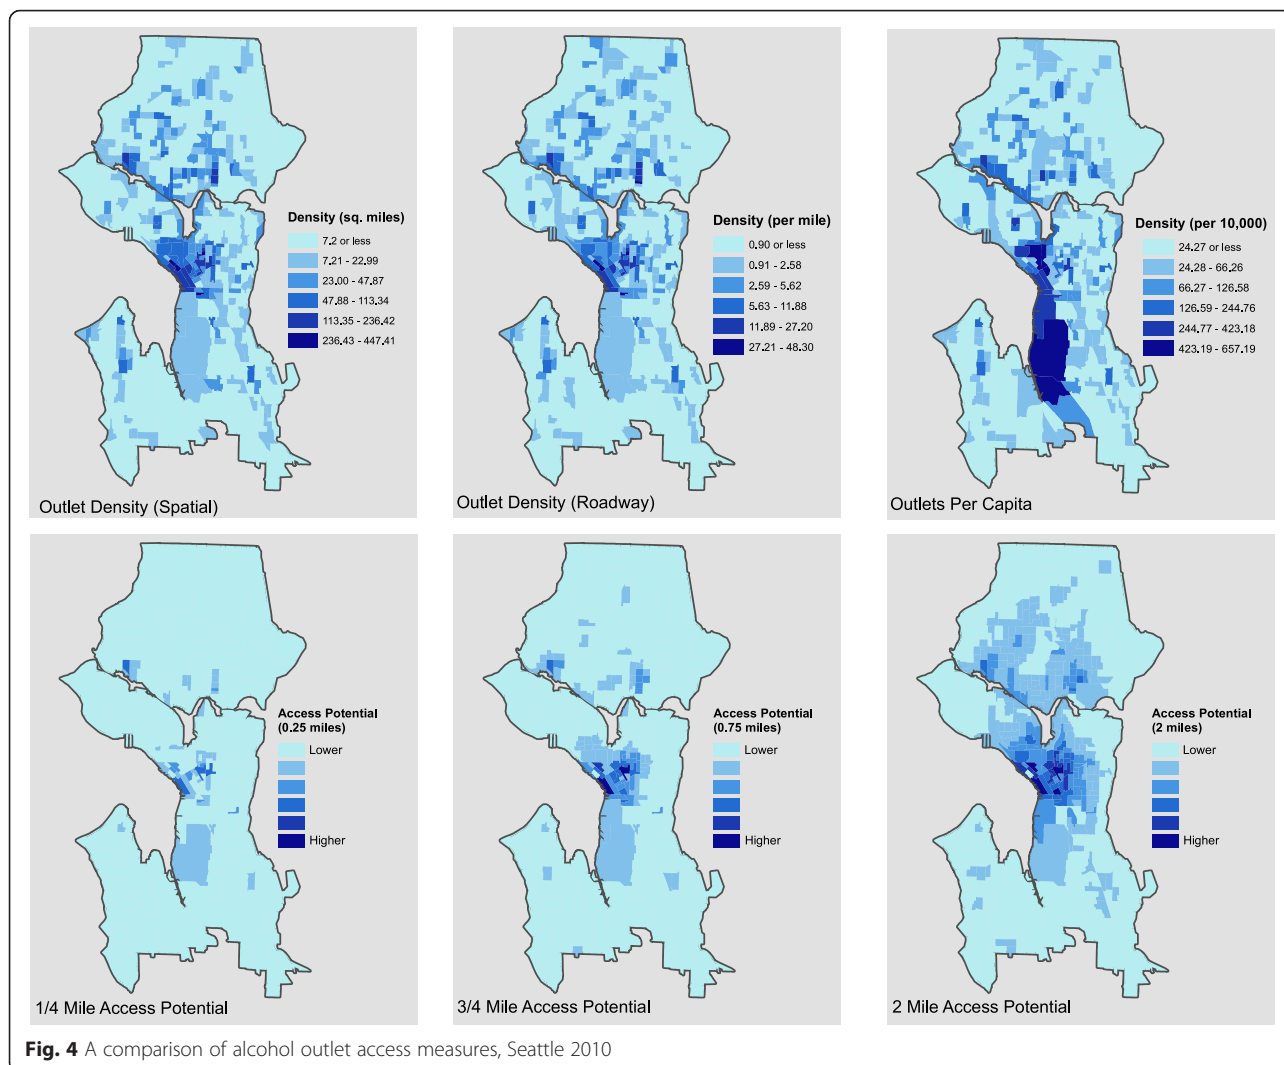 Density (sq. miles)
7.2 or less
7.21 - 22.99
23.00 - 47.87
47.88 - 113.34
113.35 - 236.42
236.43 - 447.41
Outlet Density (Spatial)
Density (per mile)
0.90 or less
0.91 - 2.58
2.59 - 5.62
5.63 - 11.88
11.89 - 27.20
27.21 - 48.30
Outlet Density (Roadway)
Density (per 10,000)
24.27 or less
24.28 - 66.26
66.27 - 126.58
126.59 - 244.76
244.77 - 423.18
423.19 - 657.19
Outlets Per Capita
Access Potential
(0.25 miles)
Lower
Higher
1/4 Mile Access Potential
Access Potential
(0.75 miles)
Lower
Higher
3/4 Mile Access Potential
Access Potential
(2 miles)
Lower
Higher
2 Mile Access Potential
Fig. 4 A comparison of alcohol outlet access measures, Seattle 2010